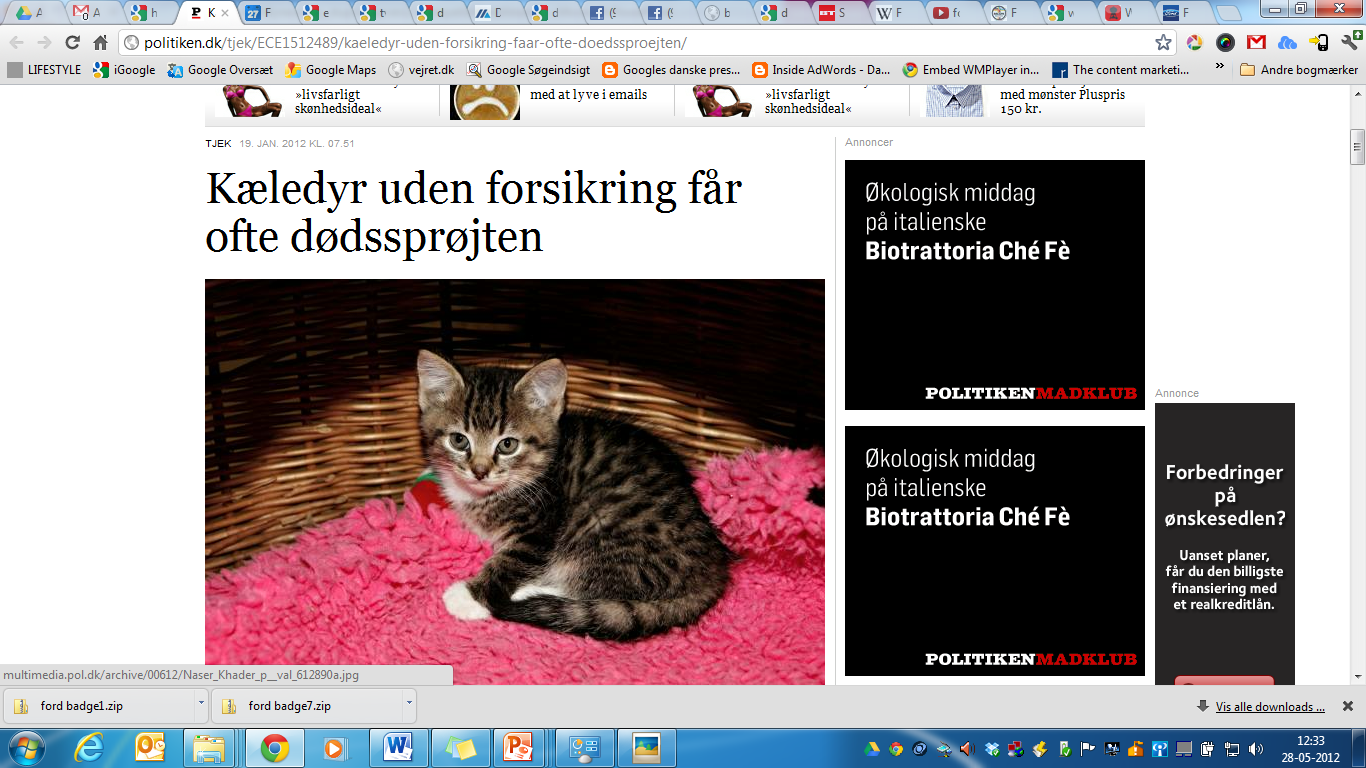 A
A
h
K
F
e
tv
d
D
d
(
(
b
d
S
F
fo
F
w
W
F
politiken.dk/tjek/ECE1512489/kaeledyr-uden-forsikring-faar-ofte-doedssproejten/
LIFESTYLE
iGoogle
Google Oversæt
Google Maps
vejret.dk
Google Søgeindsigt
Googles danske pres...
Inside AdWords - Da...
Embed WMPlayer in...
The content marketi...
»
Andre bogmærker
»livsfarligt
skønhedsideal«
med at lyve i emails
»livsfarligt
skønhedsideal«
med mønster Pluspris
150 kr.
TJEK 19. JAN. 2012 KL. 07.51
Kæledyr uden forsikring får
ofte dødssprøjten
Annoncer
Økologisk middag
på italienske
Biotrattoria Ché Fè
POLITIKENMADKLUB
Økologisk middag
på italienske
Biotrattoria Ché Fè
POLITIKENMADKLUB
Annonce
Forbedringer
på
ønskesedlen?
Uanset planer,
får du den billigste
finansiering med
et realkreditlån.
multimedia.pol.dk/archive/00612/Naser_Khader_p__val_612890a.jpg
ford badge1.zip
ford badge7.zip
Vis alle downloads ...
12:33
28-05-2012